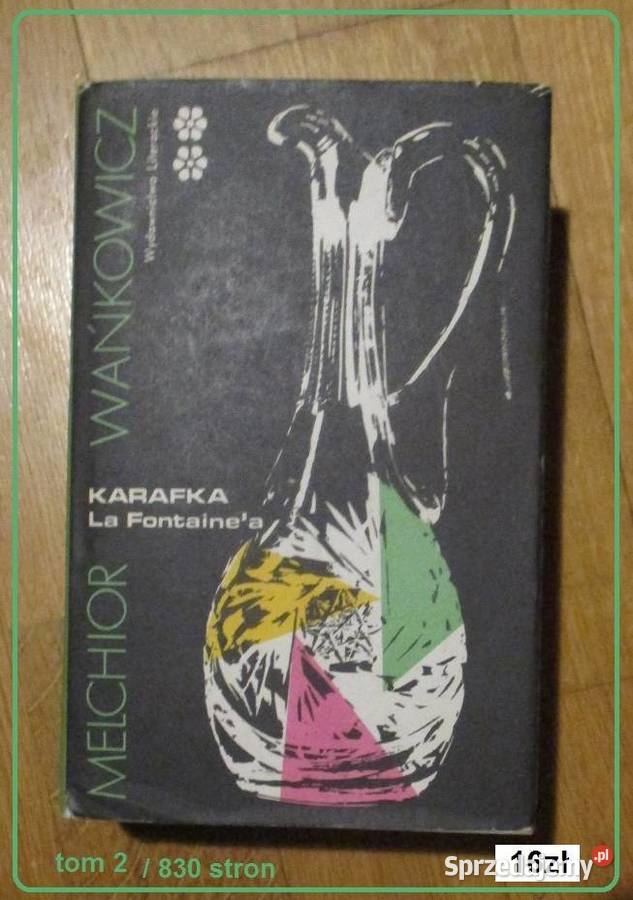 MELCHIOR WAŃKOWICZ
Wydawnictwo Literackie
KARAFKA
La Fontaine'a
tom 2 / 830 stron
16zł
Sprzedajemy.pl